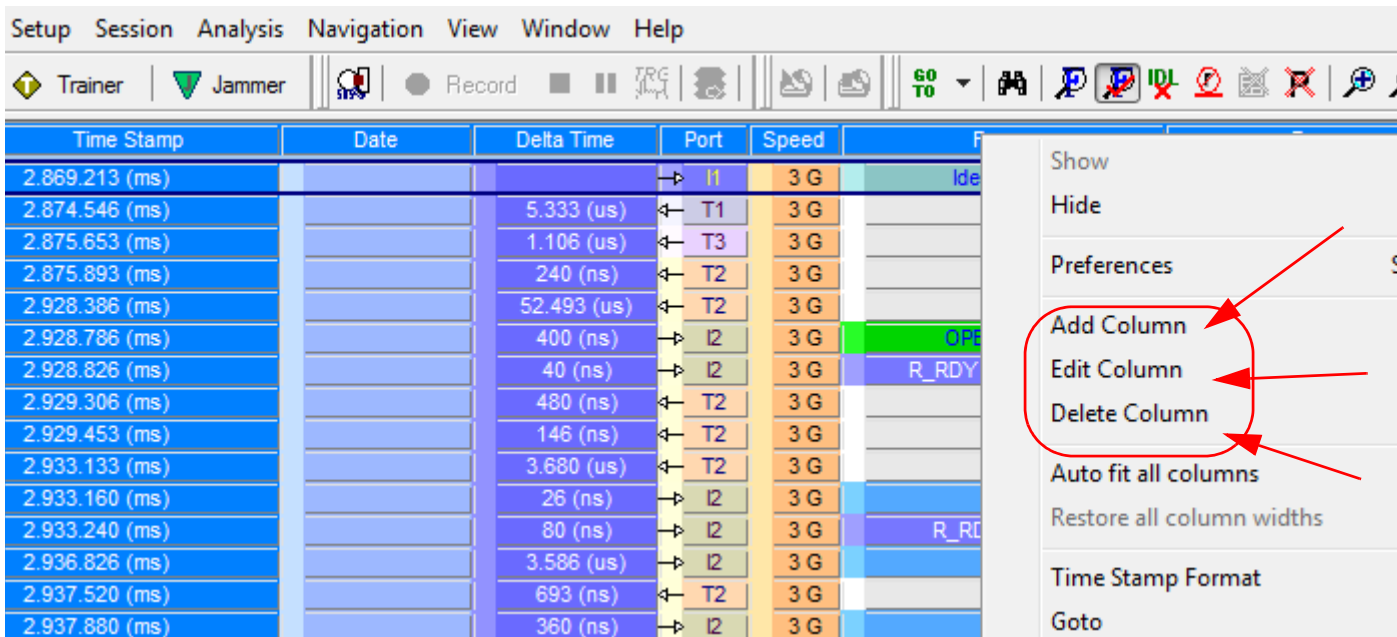 Setup Session Analysis Navigation View Window Help
Trainer Jammer Record TRG GO TO IDL
Time Stamp Date Delta Time Port Speed
2.869.213 (ms) I1 3 G Ide
2.874.546 (ms) 5.333 (us) T1 3 G
2.875.653 (ms) 1.106 (us) T3 3 G
2.875.893 (ms) 240 (ns) T2 3 G
2.928.386 (ms) 52.493 (us) T2 3 G
2.928.786 (ms) 400 (ns) I2 3 G OPE
2.928.826 (ms) 40 (ns) I2 3 G R_RDY
2.929.306 (ms) 480 (ns) T2 3 G
2.929.453 (ms) 146 (ns) T2 3 G
2.933.133 (ms) 3.680 (us) T2 3 G
2.933.160 (ms) 26 (ns) I2 3 G
2.933.240 (ms) 80 (ns) I2 3 G R_RD
2.936.826 (ms) 3.586 (us) I2 3 G
2.937.520 (ms) 693 (ns) T2 3 G
2.937.880 (ms) 360 (ns) I2 3 G
Show
Hide
Preferences
Add Column
Edit Column
Delete Column
Auto fit all columns
Restore all column widths
Time Stamp Format
Goto